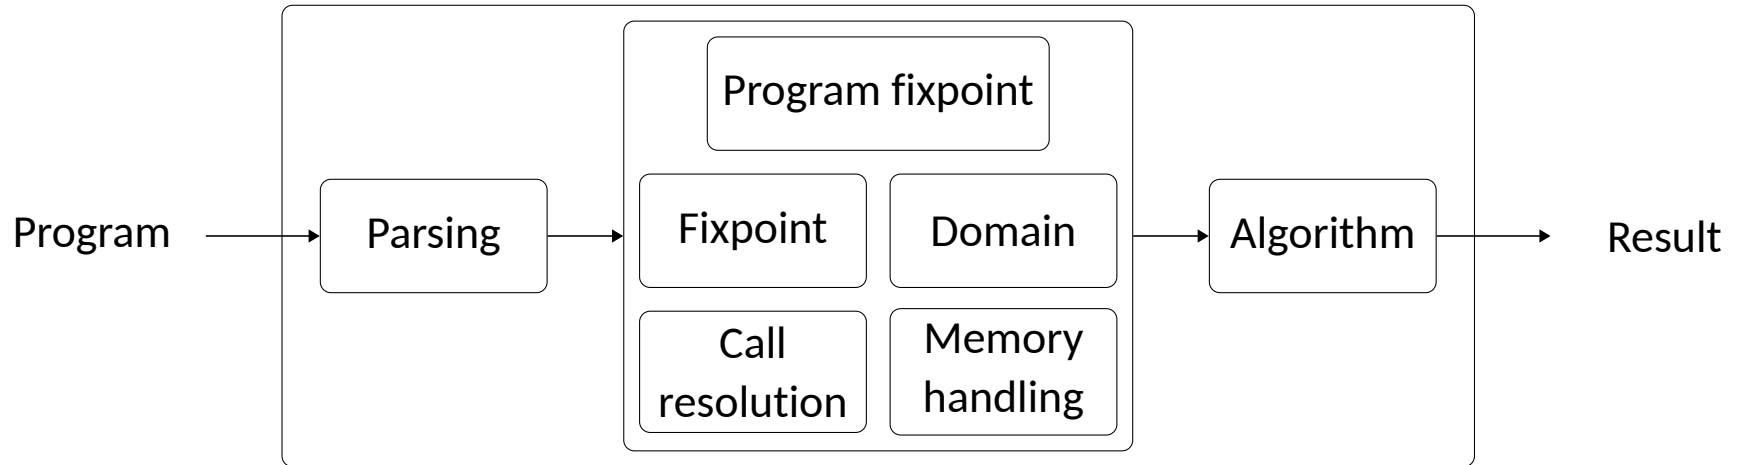 Program
Parsing
Program fixpoint
Fixpoint
Domain
Call
resolution
Memory
handling
Algorithm
Result